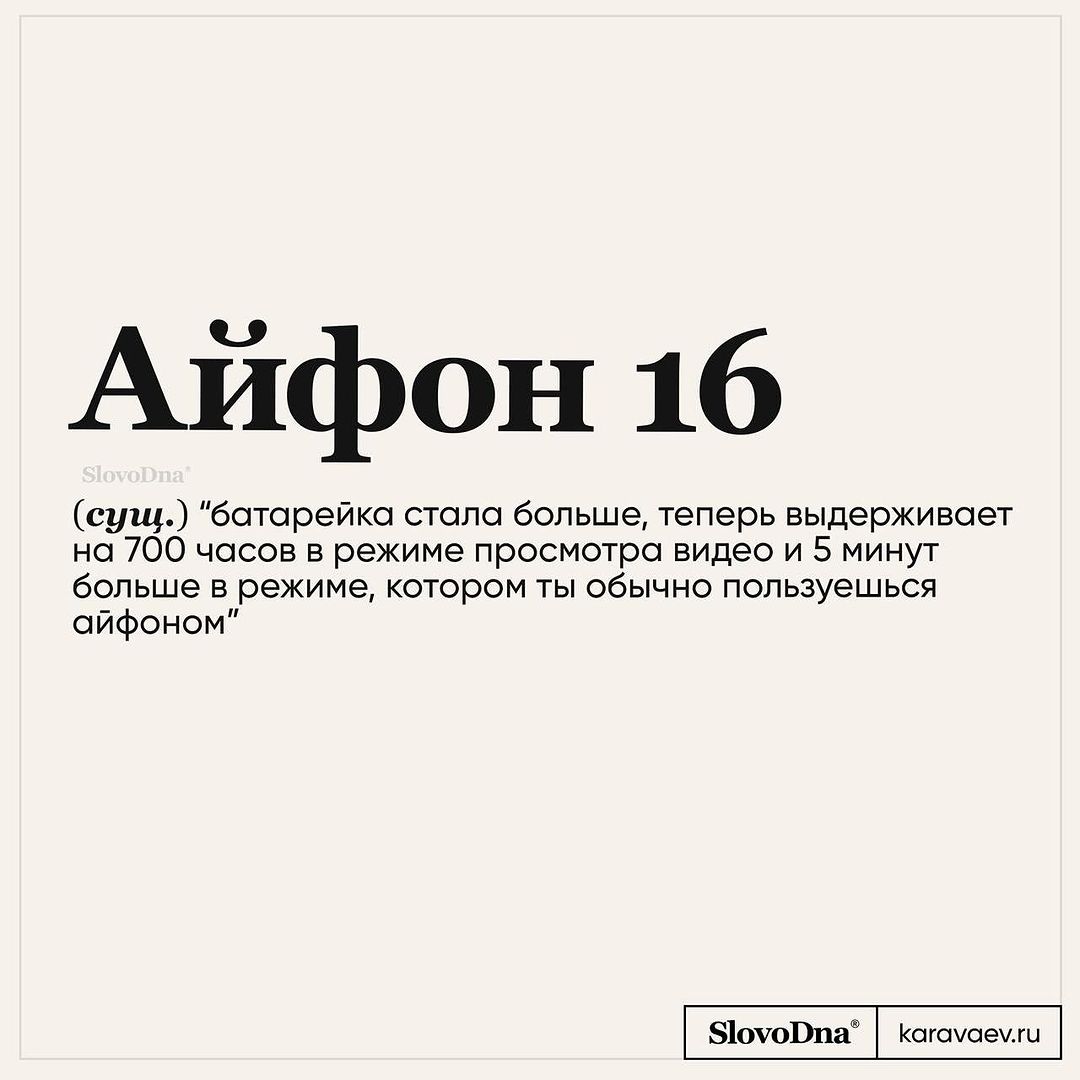 Айфон 16
SlovoDna®
(сущ.) “батарейка стала больше, теперь выдерживает
на 700 часов в режиме просмотра видео и 5 минут
больше в режиме, котором ты обычно пользуешься
айфоном”
SlovoDna® karavaev.ru